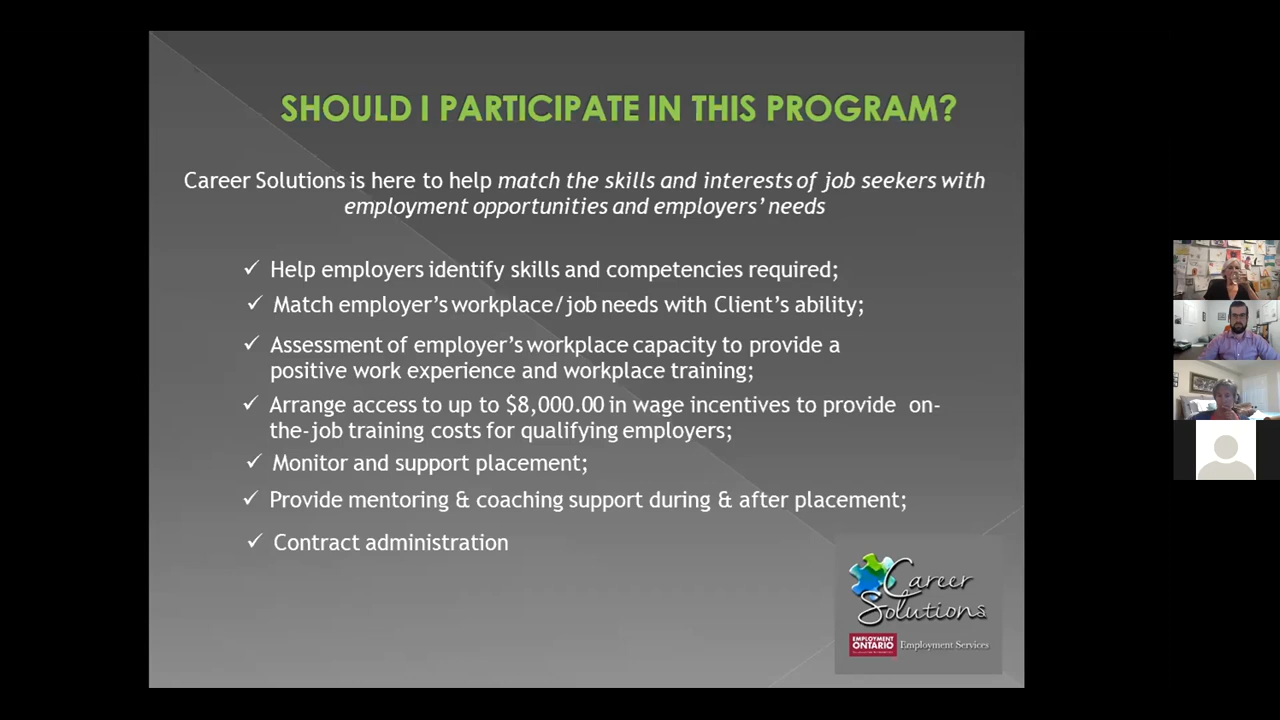 SHOULD I PARTICIPATE IN THIS PROGRAM?
Career Solutions is here to help match the skills and interests of job seekers with
employment opportunities and employers' needs
✓ Help employers identify skills and competencies required;
✓ Match employer's workplace/job needs with Client's ability;
✓ Assessment of employer's workplace capacity to provide a
positive work experience and workplace training;
✓ Arrange access to up to $8,000.00 in wage incentives to provide on-
the-job training costs for qualifying employers;
✓ Monitor and support placement;
✓ Provide mentoring & coaching support during & after placement;
✓ Contract administration
Career
Solutions
EMPLOYMENT
ONTARIO
Employment Services